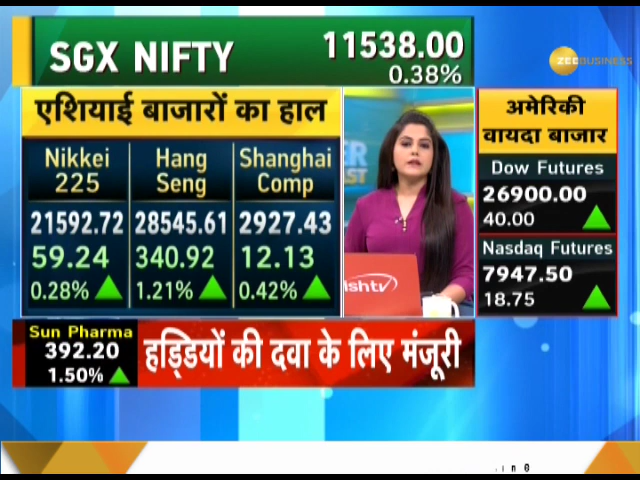 SGX NIFTY
11538.00
0.38%
ZEEBUSINESS
एशियाई बाजारों का हाल
Nikkei 225
21592.72
59.24
0.28%
Hang Seng
28545.61
340.92
1.21%
Shanghai Comp
2927.43
12.13
0.42%
अमेरिकी
वायदा बाजार
Dow Futures
26900.00
40.00
Nasdaq Futures
7947.50
18.75
ishtv
Sun Pharma
392.20
1.50%
हड्डियों की दवा के लिए मंजूरी